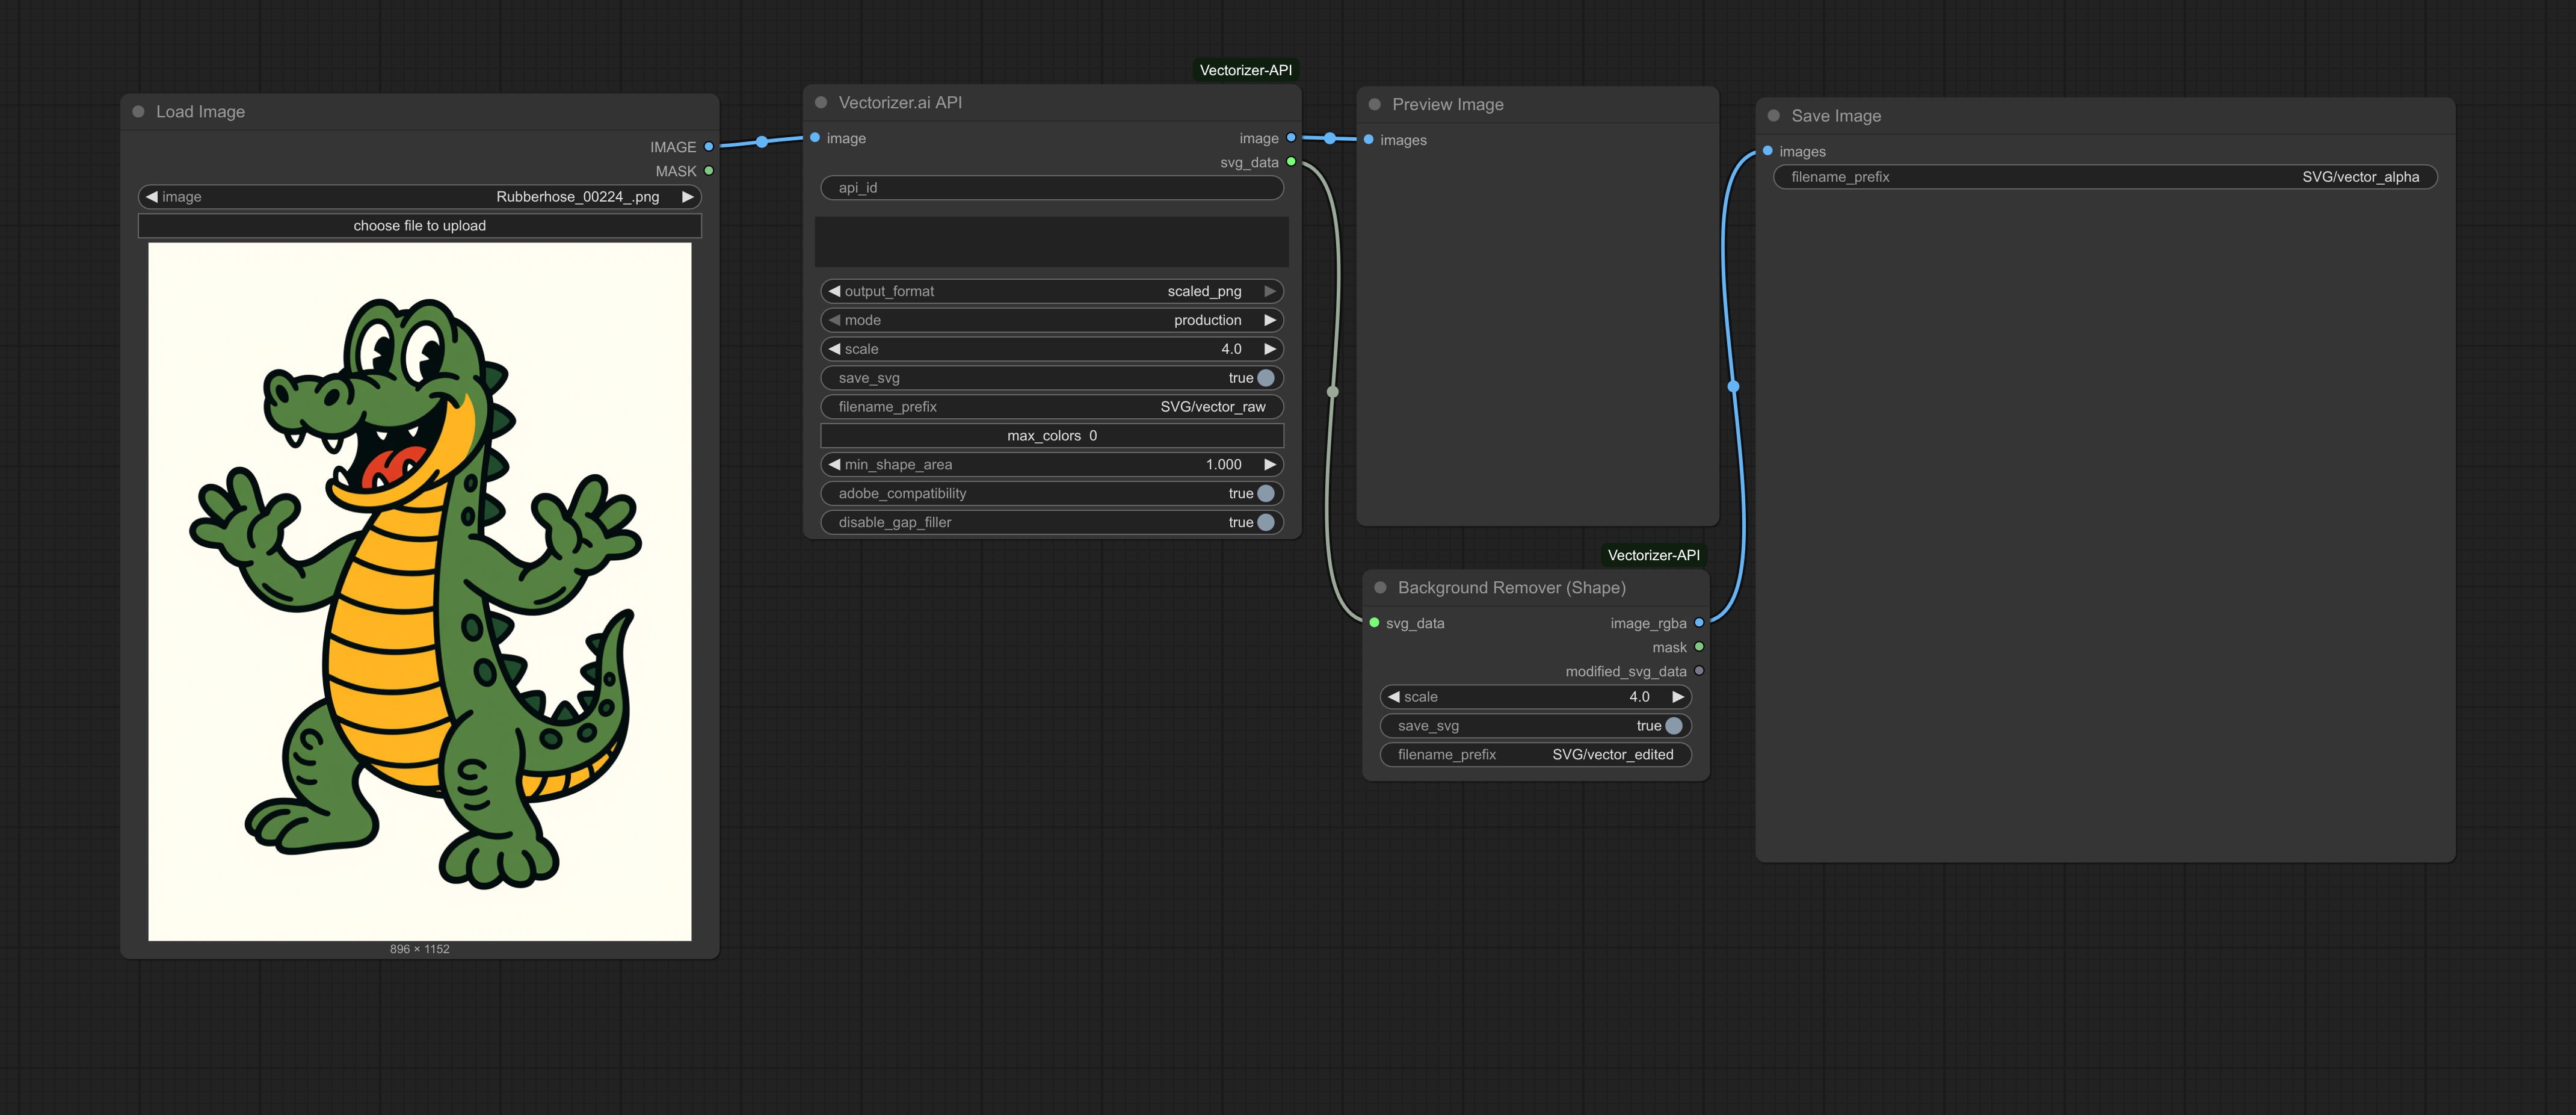 Load Image
IMAGE
MASK
image Rubberhose_00224_.png
choose file to upload
896 × 1152
Vectorizer-API
Vectorizer.ai API
image image
svg_data
api_id
output_format scaled_png
mode production
scale 4.0
save_svg true
filename_prefix SVG/vector_raw
max_colors 0
min_shape_area 1.000
adobe_compatibility true
disable_gap_filler true
Preview Image
images
Vectorizer-API
Background Remover (Shape)
svg_data image_rgba
mask
modified_svg_data
scale 4.0
save_svg true
filename_prefix SVG/vector_edited
Save Image
images
filename_prefix SVG/vector_alpha